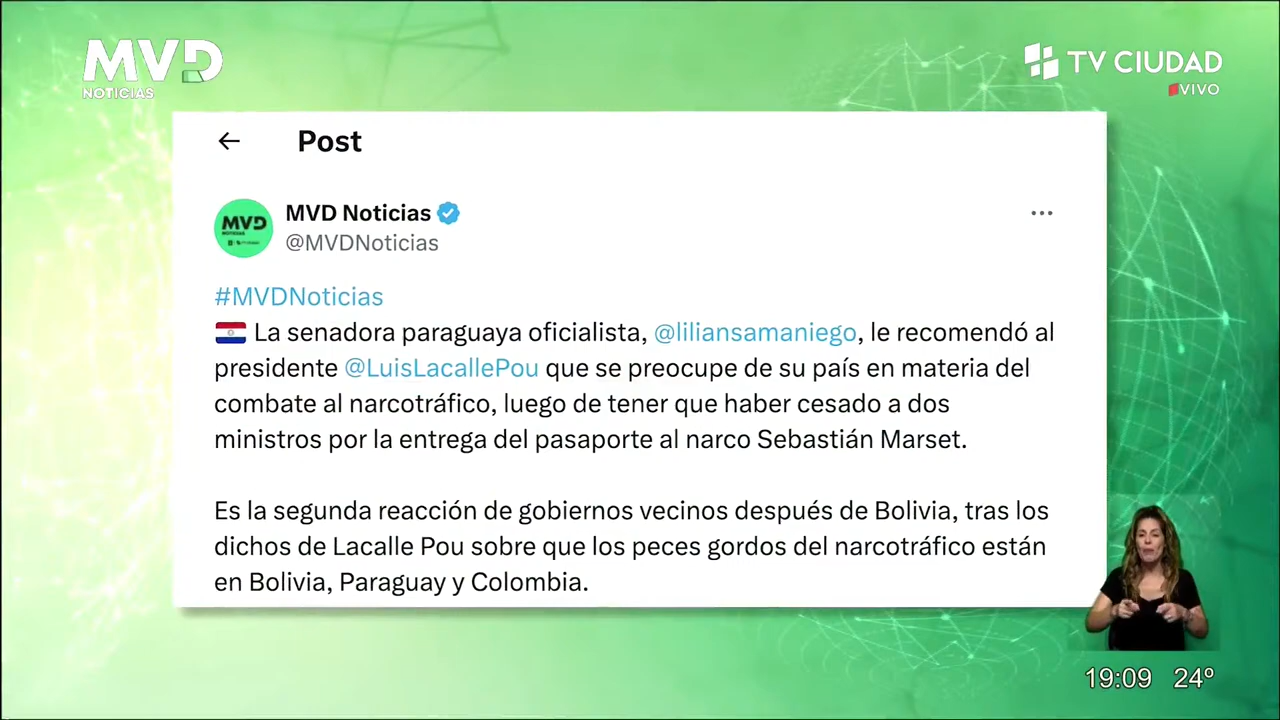 MVD
NOTICIAS
TV CIUDAD
VIVO
← Post
MVD
MVD Noticias
@MVDNoticias
#MVDNoticias
La senadora paraguaya oficialista, @liliansamaniego, le recomendó al
presidente @LuisLacallePou que se preocupe de su país en materia del
combate al narcotráfico, luego de tener que haber cesado a dos
ministros por la entrega del pasaporte al narco Sebastián Marset.
Es la segunda reacción de gobiernos vecinos después de Bolivia, tras los
dichos de Lacalle Pou sobre que los peces gordos del narcotráfico están
en Bolivia, Paraguay y Colombia.
19:09 24º